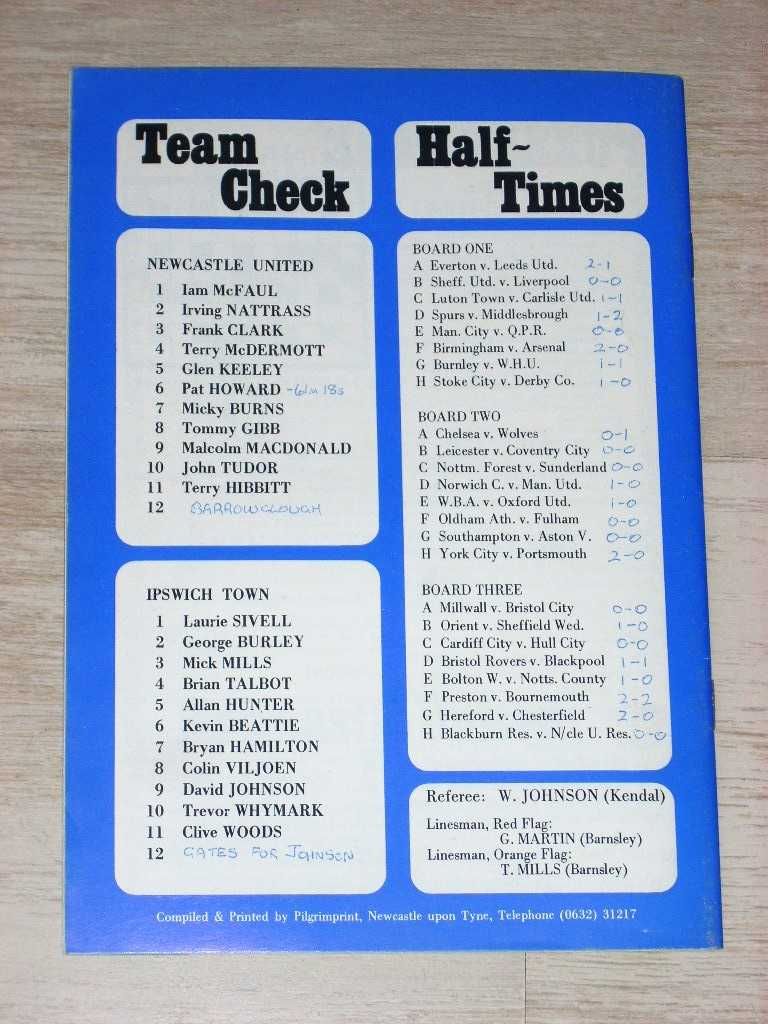 Team
Check
NEWCASTLE UNITED
1 Iam McFAUL
2 Irving NATTRASS
3 Frank CLARK
4 Terry McDERMOTT
5 Glen KEELEY
6 Pat HOWARD
7 Micky BURNS
8 Tommy GIBB
9 Malcolm MACDONALD
10 John TUDOR
11 Terry HIBBITT
12 BARROWCLOUGH
IPSWICH TOWN
1 Laurie SIVELL
2 George BURLEY
3 Mick MILLS
4 Brian TALBOT
5 Allan HUNTER
6 Kevin BEATTIE
7 Bryan HAMILTON
8 Colin VILJOEN
9 David JOHNSON
10 Trevor WHYMARK
11 Clive WOODS
12 GATES FOR JOHNSON
Half~
Times
BOARD ONE
A Everton v. Leeds Utd. 2-1
B Sheff. Utd. v. Liverpool 0-0
C Luton Town v. Carlisle Utd. 1-1
D Spurs v. Middlesbrough 1-2
E Man. City v. Q.P.R. 0-0
F Birmingham v. Arsenal 2-0
G Burnley v. W.H.U. 1-1
H Stoke City v. Derby Co. 1-0
BOARD TWO
A Chelsea v. Wolves 0-1
B Leicester v. Coventry City 0-0
C Nottm. Forest v. Sunderland 0-0
D Norwich C. v. Man. Utd. 1-0
E W.B.A. v. Oxford Utd. 1-0
F Oldham Ath. v. Fulham 0-0
G Southampton v. Aston V. 0-0
H York City v. Portsmouth 2-0
BOARD THREE
A Millwall v. Bristol City 0-0
B Orient v. Sheffield Wed. 1-0
C Cardiff City v. Hull City 0-0
D Bristol Rovers v. Blackpool 1-1
E Bolton W. v. Notts. County 1-0
F Preston v. Bournemouth 2-2
G Hereford v. Chesterfield 2-0
H Blackburn Res. v. N/cle U. Res. 0-0
Referee: W. JOHNSON (Kendal)
Linesman, Red Flag:
G. MARTIN (Barnsley)
Linesman, Orange Flag:
T. MILLS (Barnsley)
Compiled & Printed by Pilgrimprint, Newcastle upon Tyne, Telephone (0632) 31217